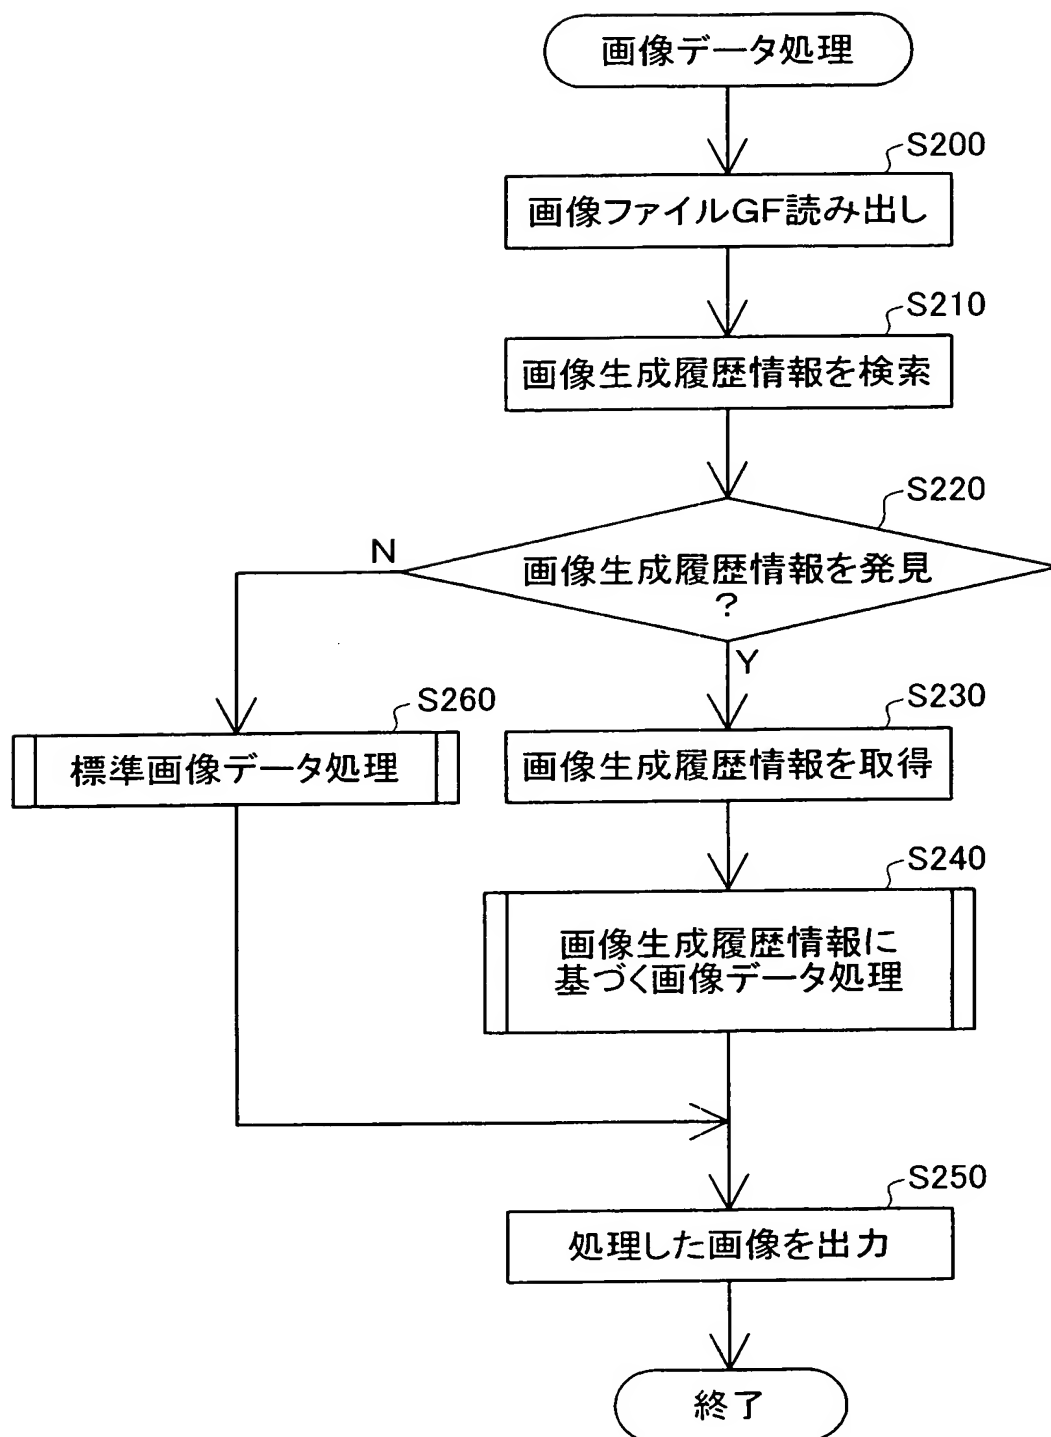 画像データ処理
S200
画像ファイルGF読み出し
S210
画像生成履歴情報を検索
S220
画像生成履歴情報を発見
?
N
Y
S260
標準画像データ処理
S230
画像生成履歴情報を取得
S240
画像生成履歴情報に
基づく画像データ処理
S250
処理した画像を出力
終了